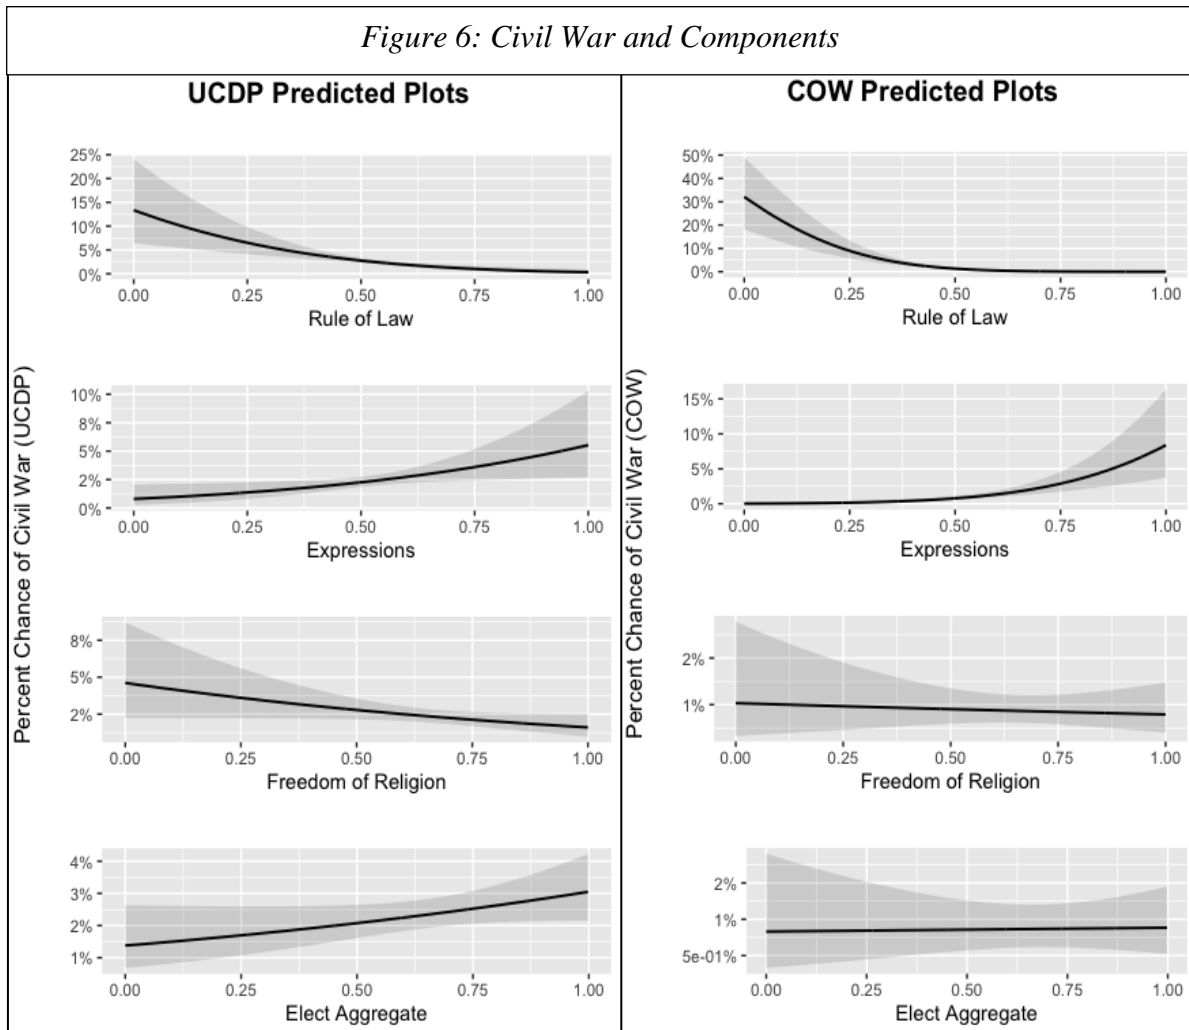 Figure 6: Civil War and Components
UCDP Predicted Plots
Percent Chance of Civil War (UCDP)
25%
20%
15%
10%
5%
0%
0.00 0.25 0.50 0.75 1.00
Rule of Law
10%
8%
5%
2%
0%
0.00 0.25 0.50 0.75 1.00
Expressions
8%
5%
2%
0.00 0.25 0.50 0.75 1.00
Freedom of Religion
4%
3%
2%
1%
0.00 0.25 0.50 0.75 1.00
Elect Aggregate
COW Predicted Plots
Percent Chance of Civil War (COW)
50%
40%
30%
20%
10%
0%
0.00 0.25 0.50 0.75 1.00
Rule of Law
15%
10%
5%
0%
0.00 0.25 0.50 0.75 1.00
Expressions
2%
1%
0.00 0.25 0.50 0.75 1.00
Freedom of Religion
2%
1%
5e-01%
0.00 0.25 0.50 0.75 1.00
Elect Aggregate